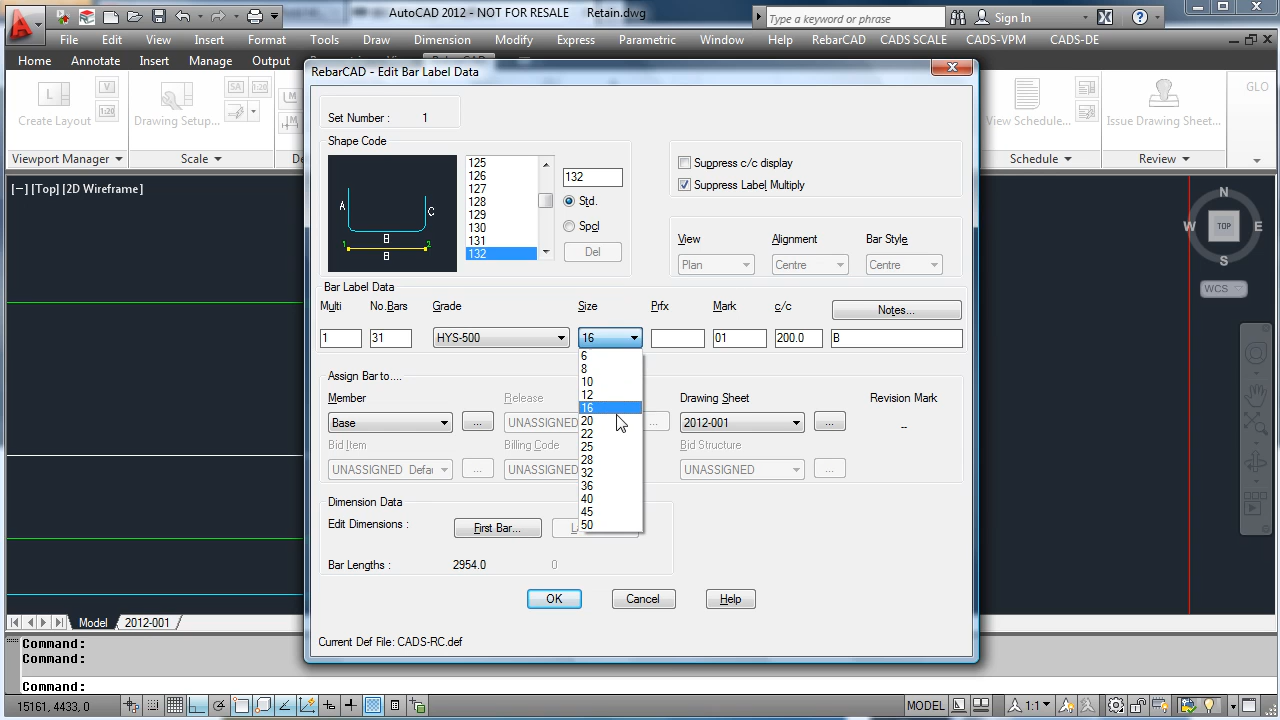 AutoCAD 2012 - NOT FOR RESALE Retain.dwg
Type a keyword or phrase
Sign In
File Edit View Insert Format Tools Draw Dimension Modify Express Parametric Window Help RebarCAD CADS SCALE CADS-VPM CADS-DE
Home Annotate Insert Manage Output
Create Layout
V
1:20
Drawing Setup...
SA
1:20
View Schedule...
Issue Drawing Sheet...
GLO
Viewport Manager
Scale
Schedule
Review
[−] [Top] [2D Wireframe]
N
W TOP E
S
WCS
RebarCAD - Edit Bar Label Data
Set Number : 1
Shape Code
A
C
B
1 2
B
125
126
127
128
129
130
131
132
132
Std.
Spcl
Del
Suppress c/c display
Suppress Label Multiply
View Alignment Bar Style
Plan Centre Centre
Bar Label Data
Multi No.Bars Grade Size Prfx Mark c/c Notes...
1 31 HYS-500 16 01 200.0 B
6
8
10
12
16
20
22
25
28
32
36
40
45
50
Assign Bar to....
Member Release Drawing Sheet Revision Mark
Base ... UNASSIGNED ... 2012-001 ... --
Bid Item Billing Code Bid Structure
UNASSIGNED Defau ... UNASSIGNED UNASSIGNED ...
Dimension Data
Edit Dimensions : First Bar...
Bar Lengths : 2954.0 0
OK Cancel Help
Current Def File: CADS-RC.def
Model 2012-001
Command:
Command:
Command:
15161, 4433, 0
MODEL
1:1